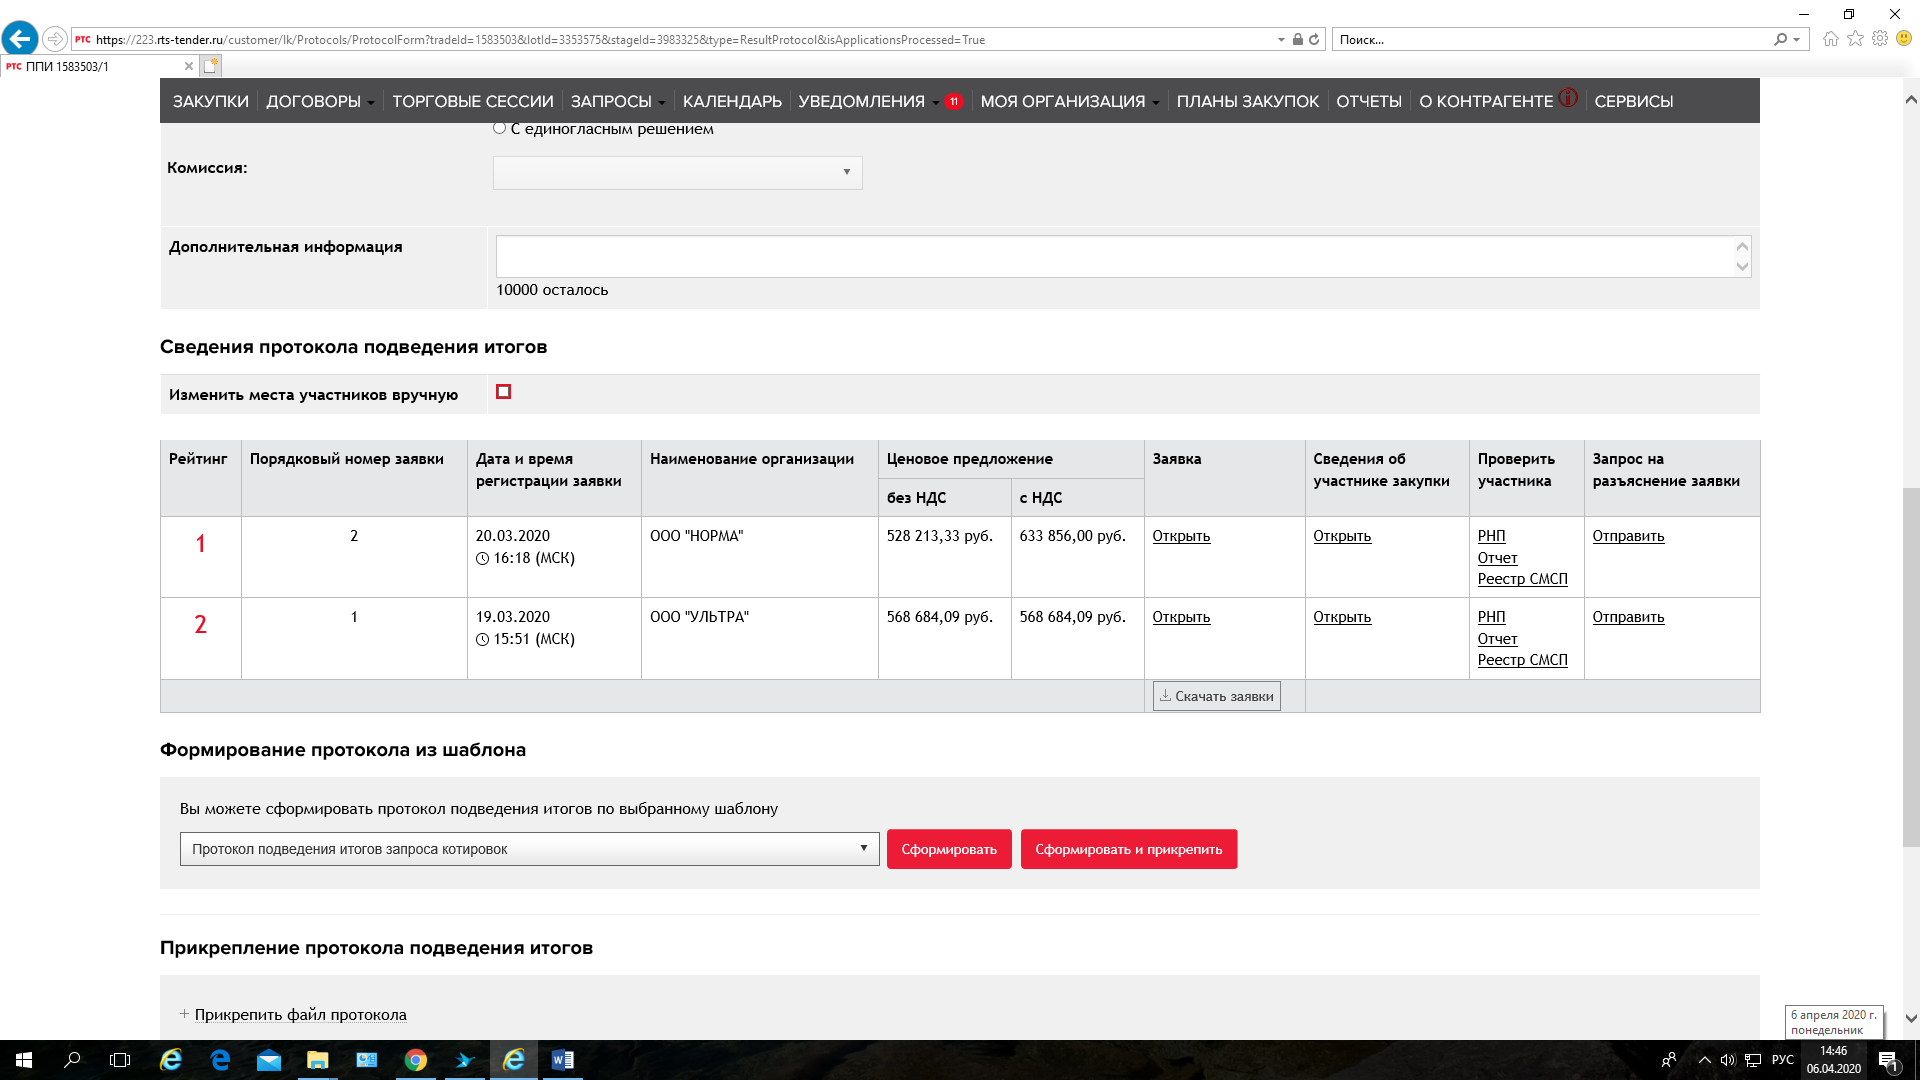 https://223.rts-tender.ru/customer/lk/Protocols/ProtocolForm?tradeId=1583503&lotId=3353575&stageId=3983325&type=ResultProtocol&isApplicationsProcessed=True
Поиск...
РТС ППИ 1583503/1
ЗАКУПКИ ДОГОВОРЫ ТОРГОВЫЕ СЕССИИ ЗАПРОСЫ КАЛЕНДАРЬ УВЕДОМЛЕНИЯ 11 МОЯ ОРГАНИЗАЦИЯ ПЛАНЫ ЗАКУПОК ОТЧЕТЫ О КОНТРАГЕНТЕ СЕРВИСЫ
С единогласным решением
Комиссия:
Дополнительная информация
10000 осталось
Сведения протокола подведения итогов
Изменить места участников вручную
Рейтинг
Порядковый номер заявки
Дата и время
регистрации заявки
Наименование организации
Ценовое предложение
без НДС
с НДС
Заявка
Сведения об
участнике закупки
Проверить
участника
Запрос на
разъяснение заявки
1
2
20.03.2020
16:18 (МСК)
ООО "НОРМА"
528 213,33 руб.
633 856,00 руб.
Открыть
Открыть
РНП
Отчет
Реестр СМСП
Отправить
2
1
19.03.2020
15:51 (МСК)
ООО "УЛЬТРА"
568 684,09 руб.
568 684,09 руб.
Открыть
Открыть
РНП
Отчет
Реестр СМСП
Отправить
Скачать заявки
Формирование протокола из шаблона
Вы можете сформировать протокол подведения итогов по выбранному шаблону
Протокол подведения итогов запроса котировок
Сформировать
Сформировать и прикрепить
Прикрепление протокола подведения итогов
+ Прикрепить файл протокола
6 апреля 2020 г.
понедельник
РУС
14:46
06.04.2020
1